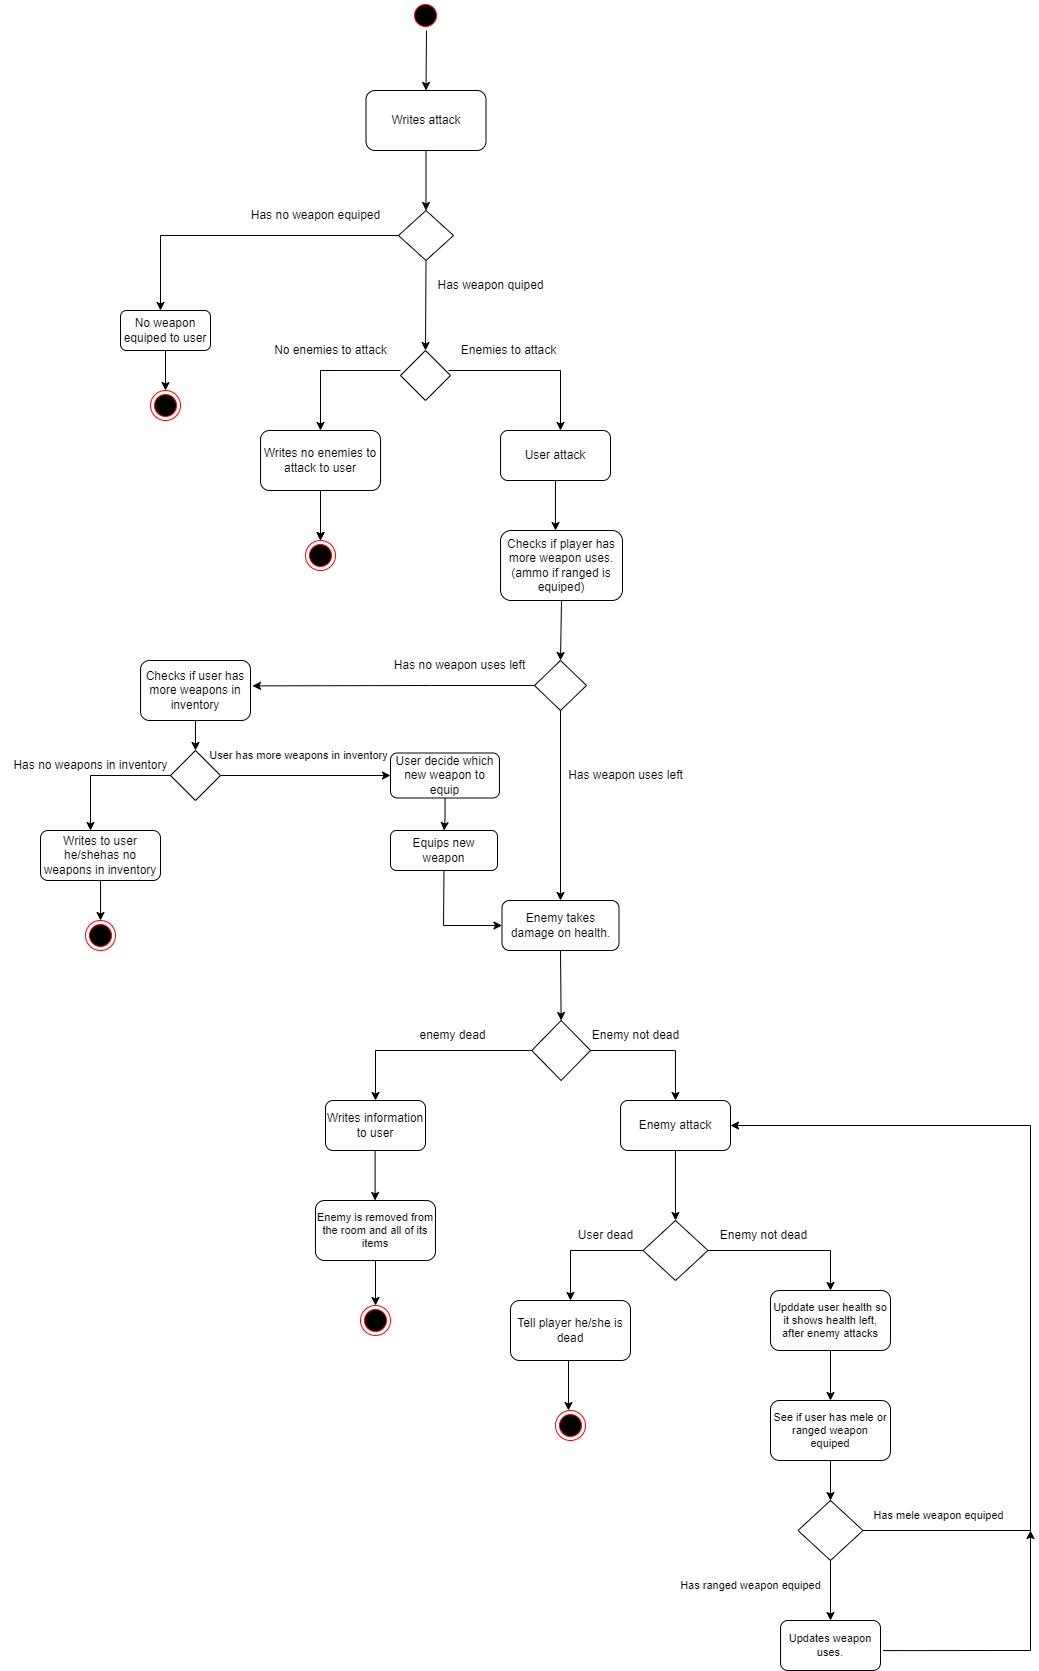 Writes attack
Has no weapon equiped
Has weapon quiped
No weapon
equiped to user
No enemies to attack
Enemies to attack
Writes no enemies to
attack to user
User attack
Checks if player has
more weapon uses.
(ammo if ranged is
equiped)
Has no weapon uses left
Checks if user has
more weapons in
inventory
Has no weapons in inventory
User has more weapons in inventory
User decide which
new weapon to
equip
Has weapon uses left
Writes to user
he/shehas no
weapons in inventory
Equips new
weapon
Enemy takes
damage on health.
enemy dead
Enemy not dead
Writes information
to user
Enemy attack
Enemy is removed from
the room and all of its
items
User dead
Enemy not dead
Tell player he/she is
dead
Upddate user health so
it shows health left,
after enemy attacks
See if user has mele or
ranged weapon
equiped
Has mele weapon equiped
Has ranged weapon equiped
Updates weapon
uses.